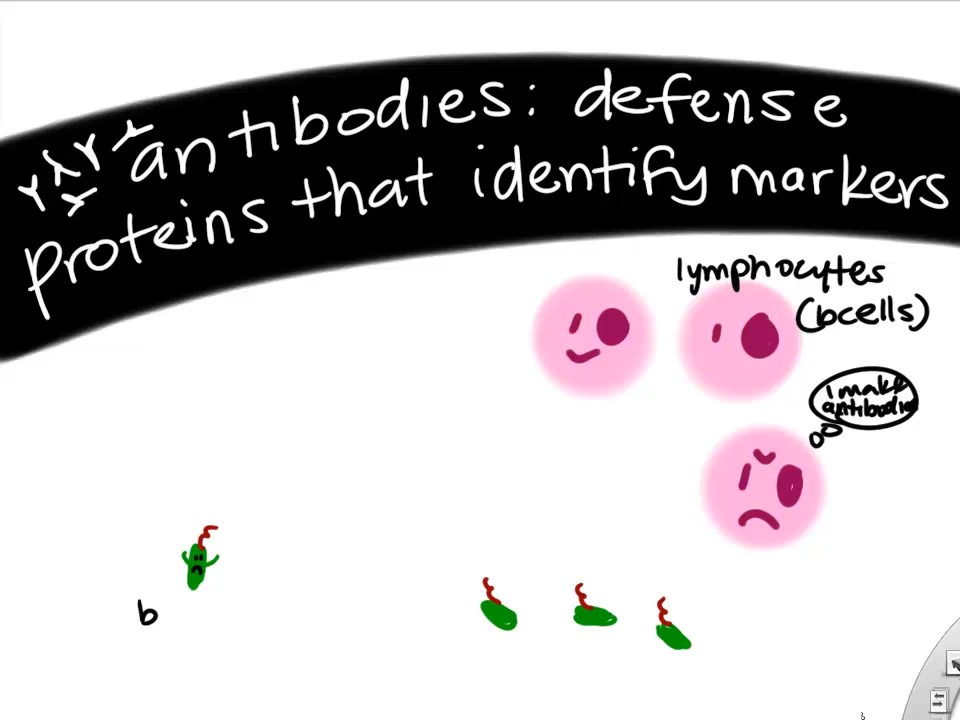 antibodies: defense
proteins that identify markers
lymphocytes
(bcells)
i make
antibodies
b